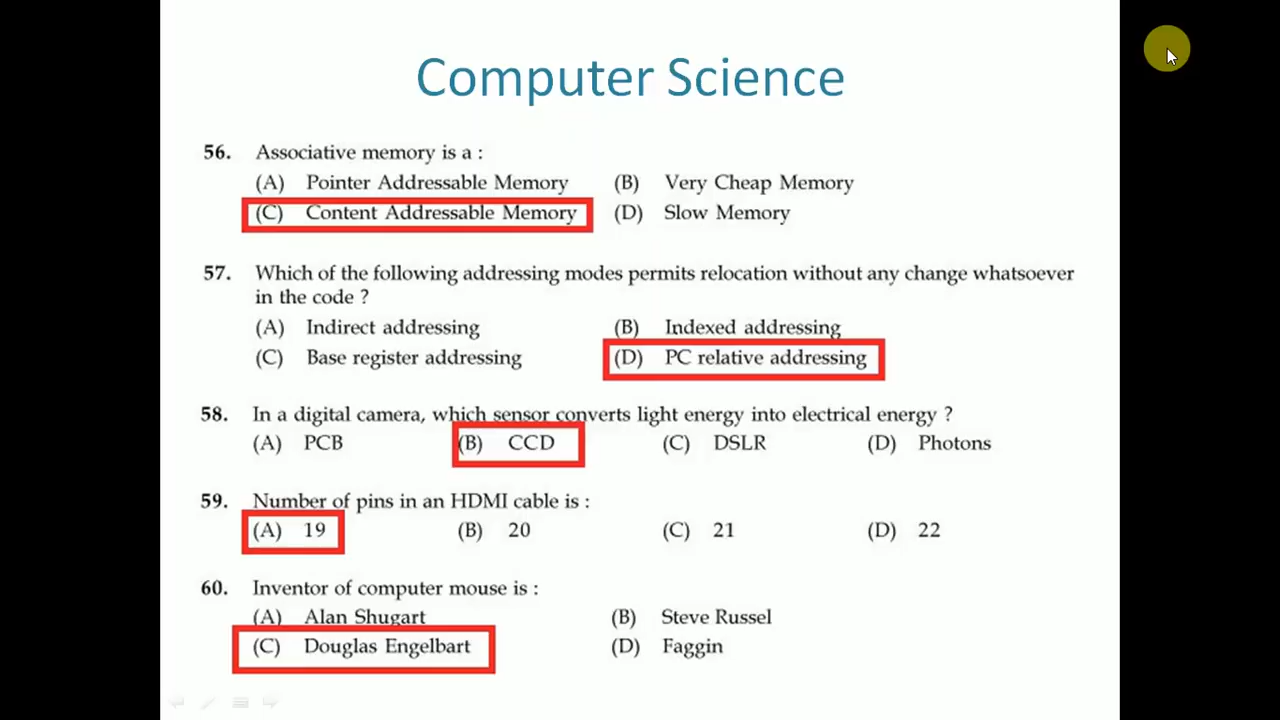 Computer Science
56. Associative memory is a :
(A) Pointer Addressable Memory (B) Very Cheap Memory
(C) Content Addressable Memory (D) Slow Memory
57. Which of the following addressing modes permits relocation without any change whatsoever
in the code ?
(A) Indirect addressing (B) Indexed addressing
(C) Base register addressing (D) PC relative addressing
58. In a digital camera, which sensor converts light energy into electrical energy ?
(A) PCB (B) CCD (C) DSLR (D) Photons
59. Number of pins in an HDMI cable is :
(A) 19 (B) 20 (C) 21 (D) 22
60. Inventor of computer mouse is :
(A) Alan Shugart (B) Steve Russel
(C) Douglas Engelbart (D) Faggin